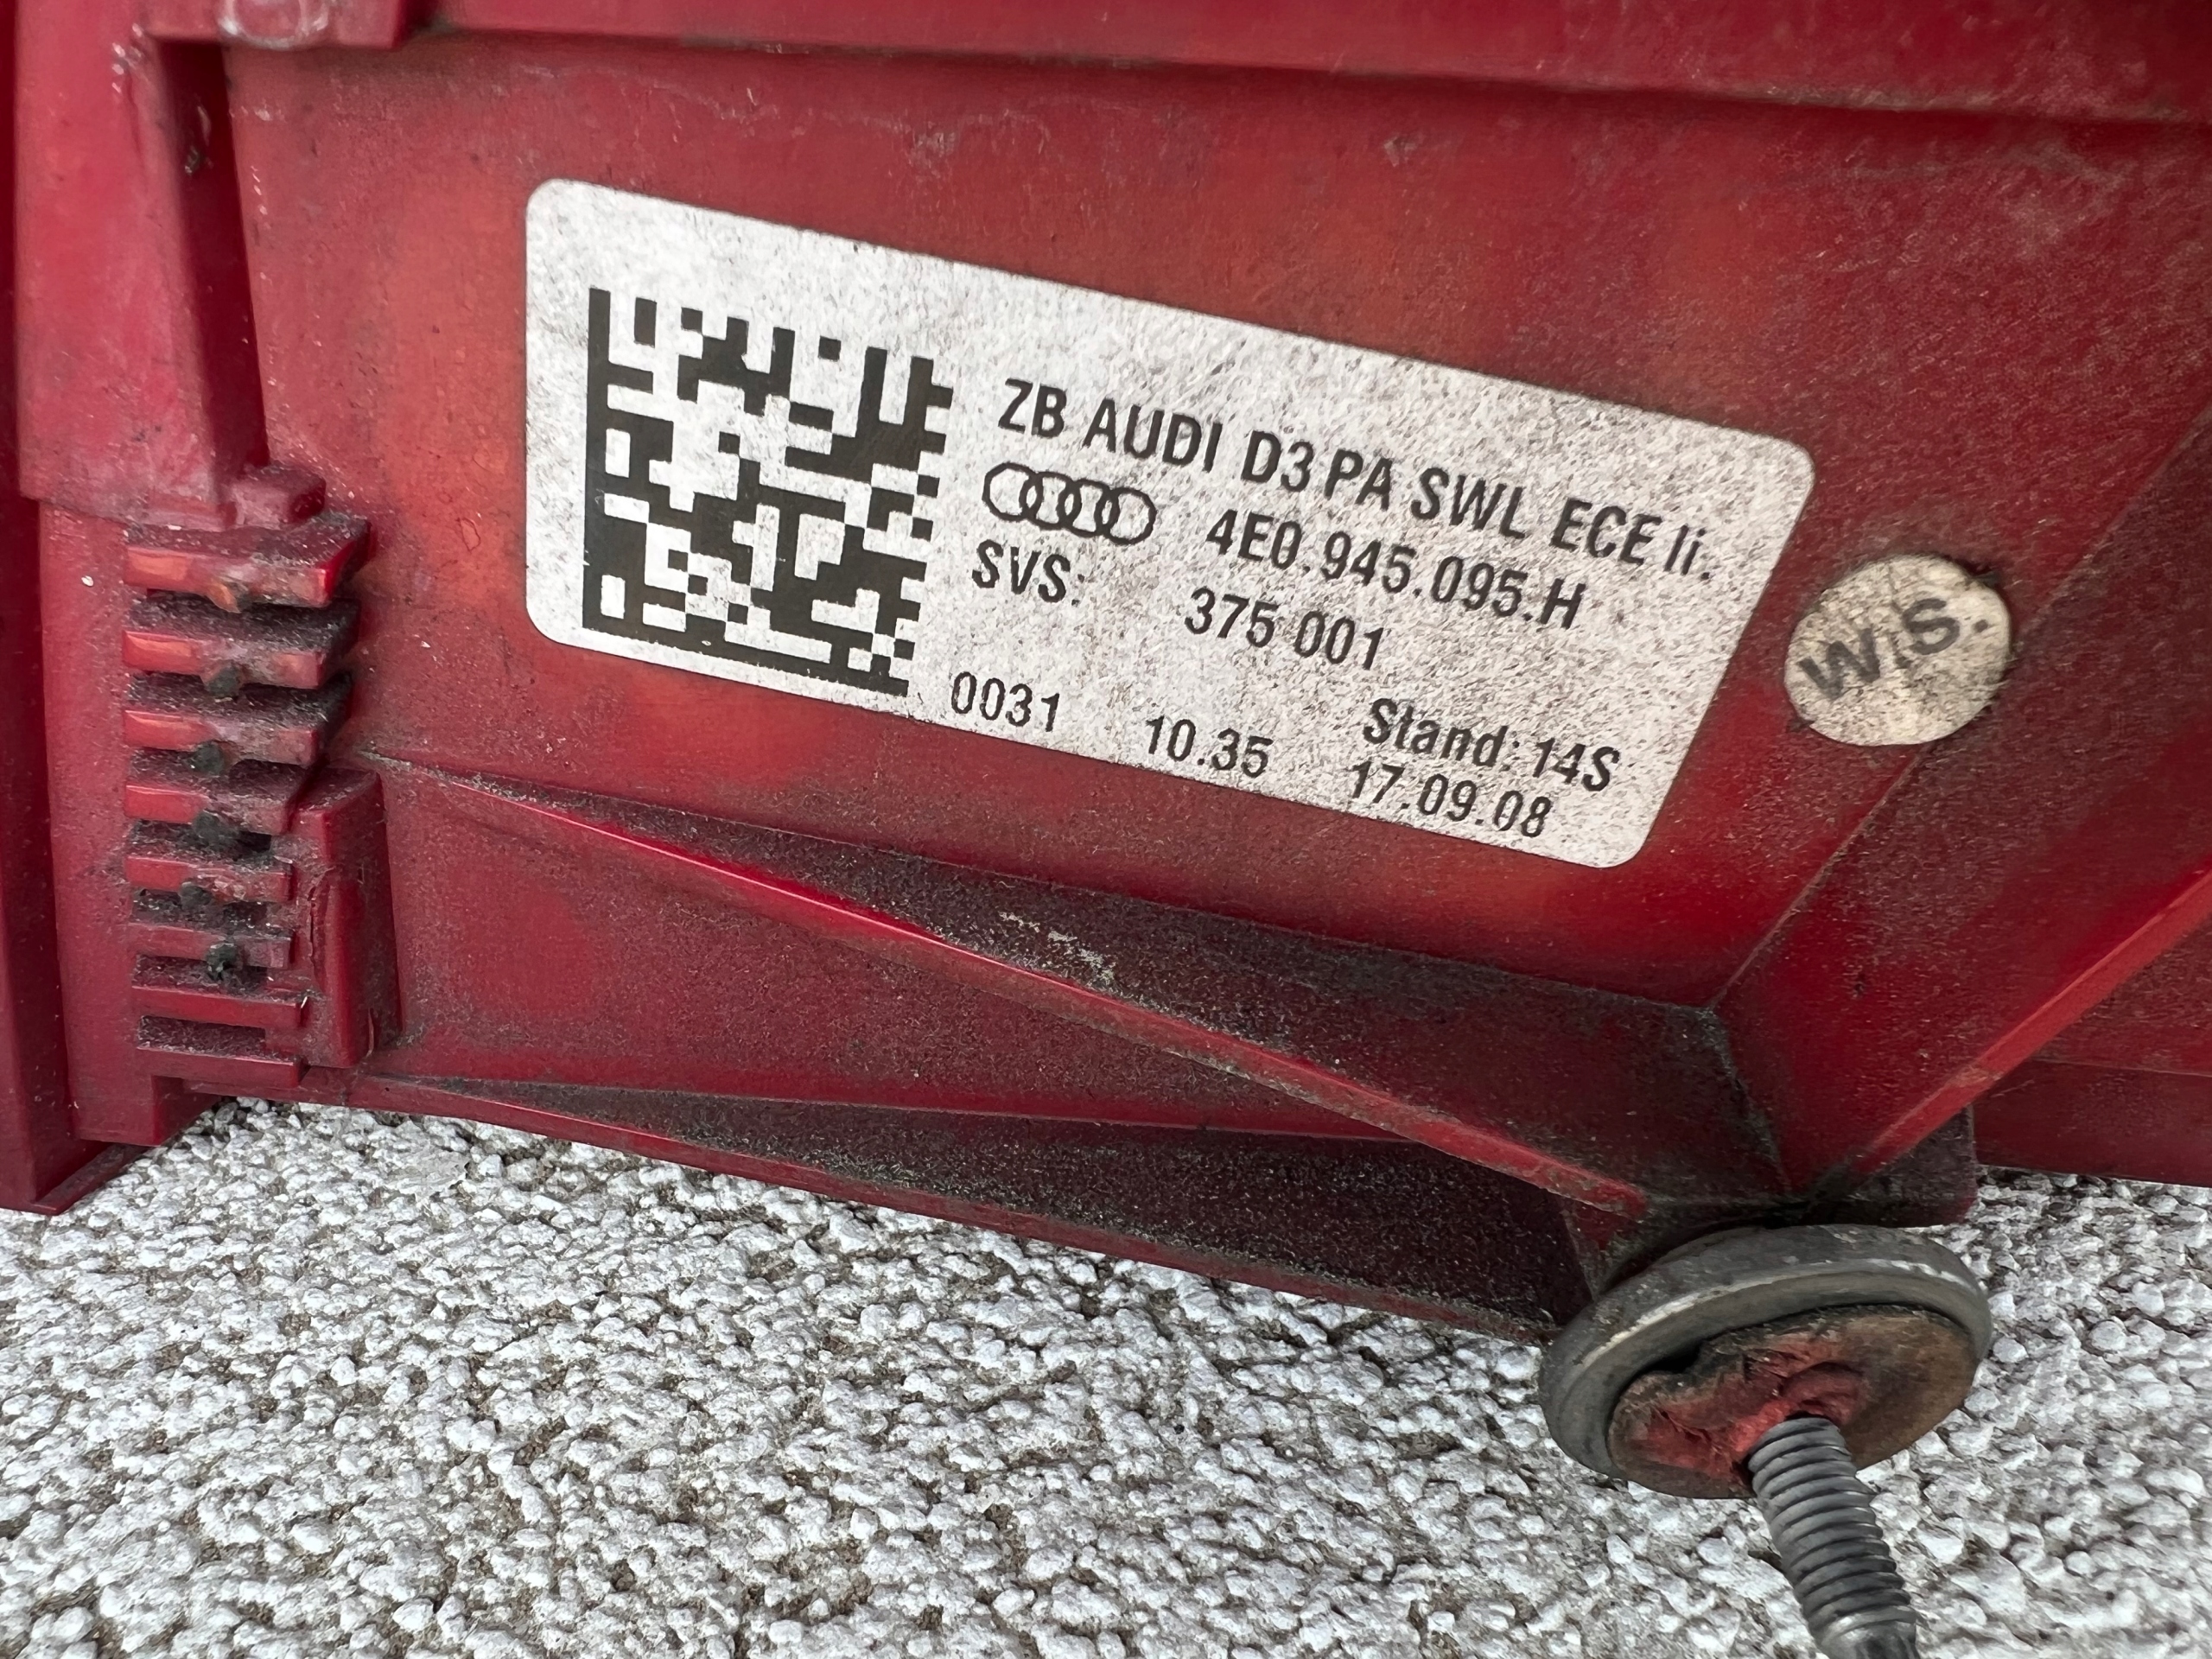 ZB AUDI D3 PA SWL ECE li.
4E0.945.095.H
SVS: 375 001
Stand: 14S
0031 10.35 17.09.08
W.S.